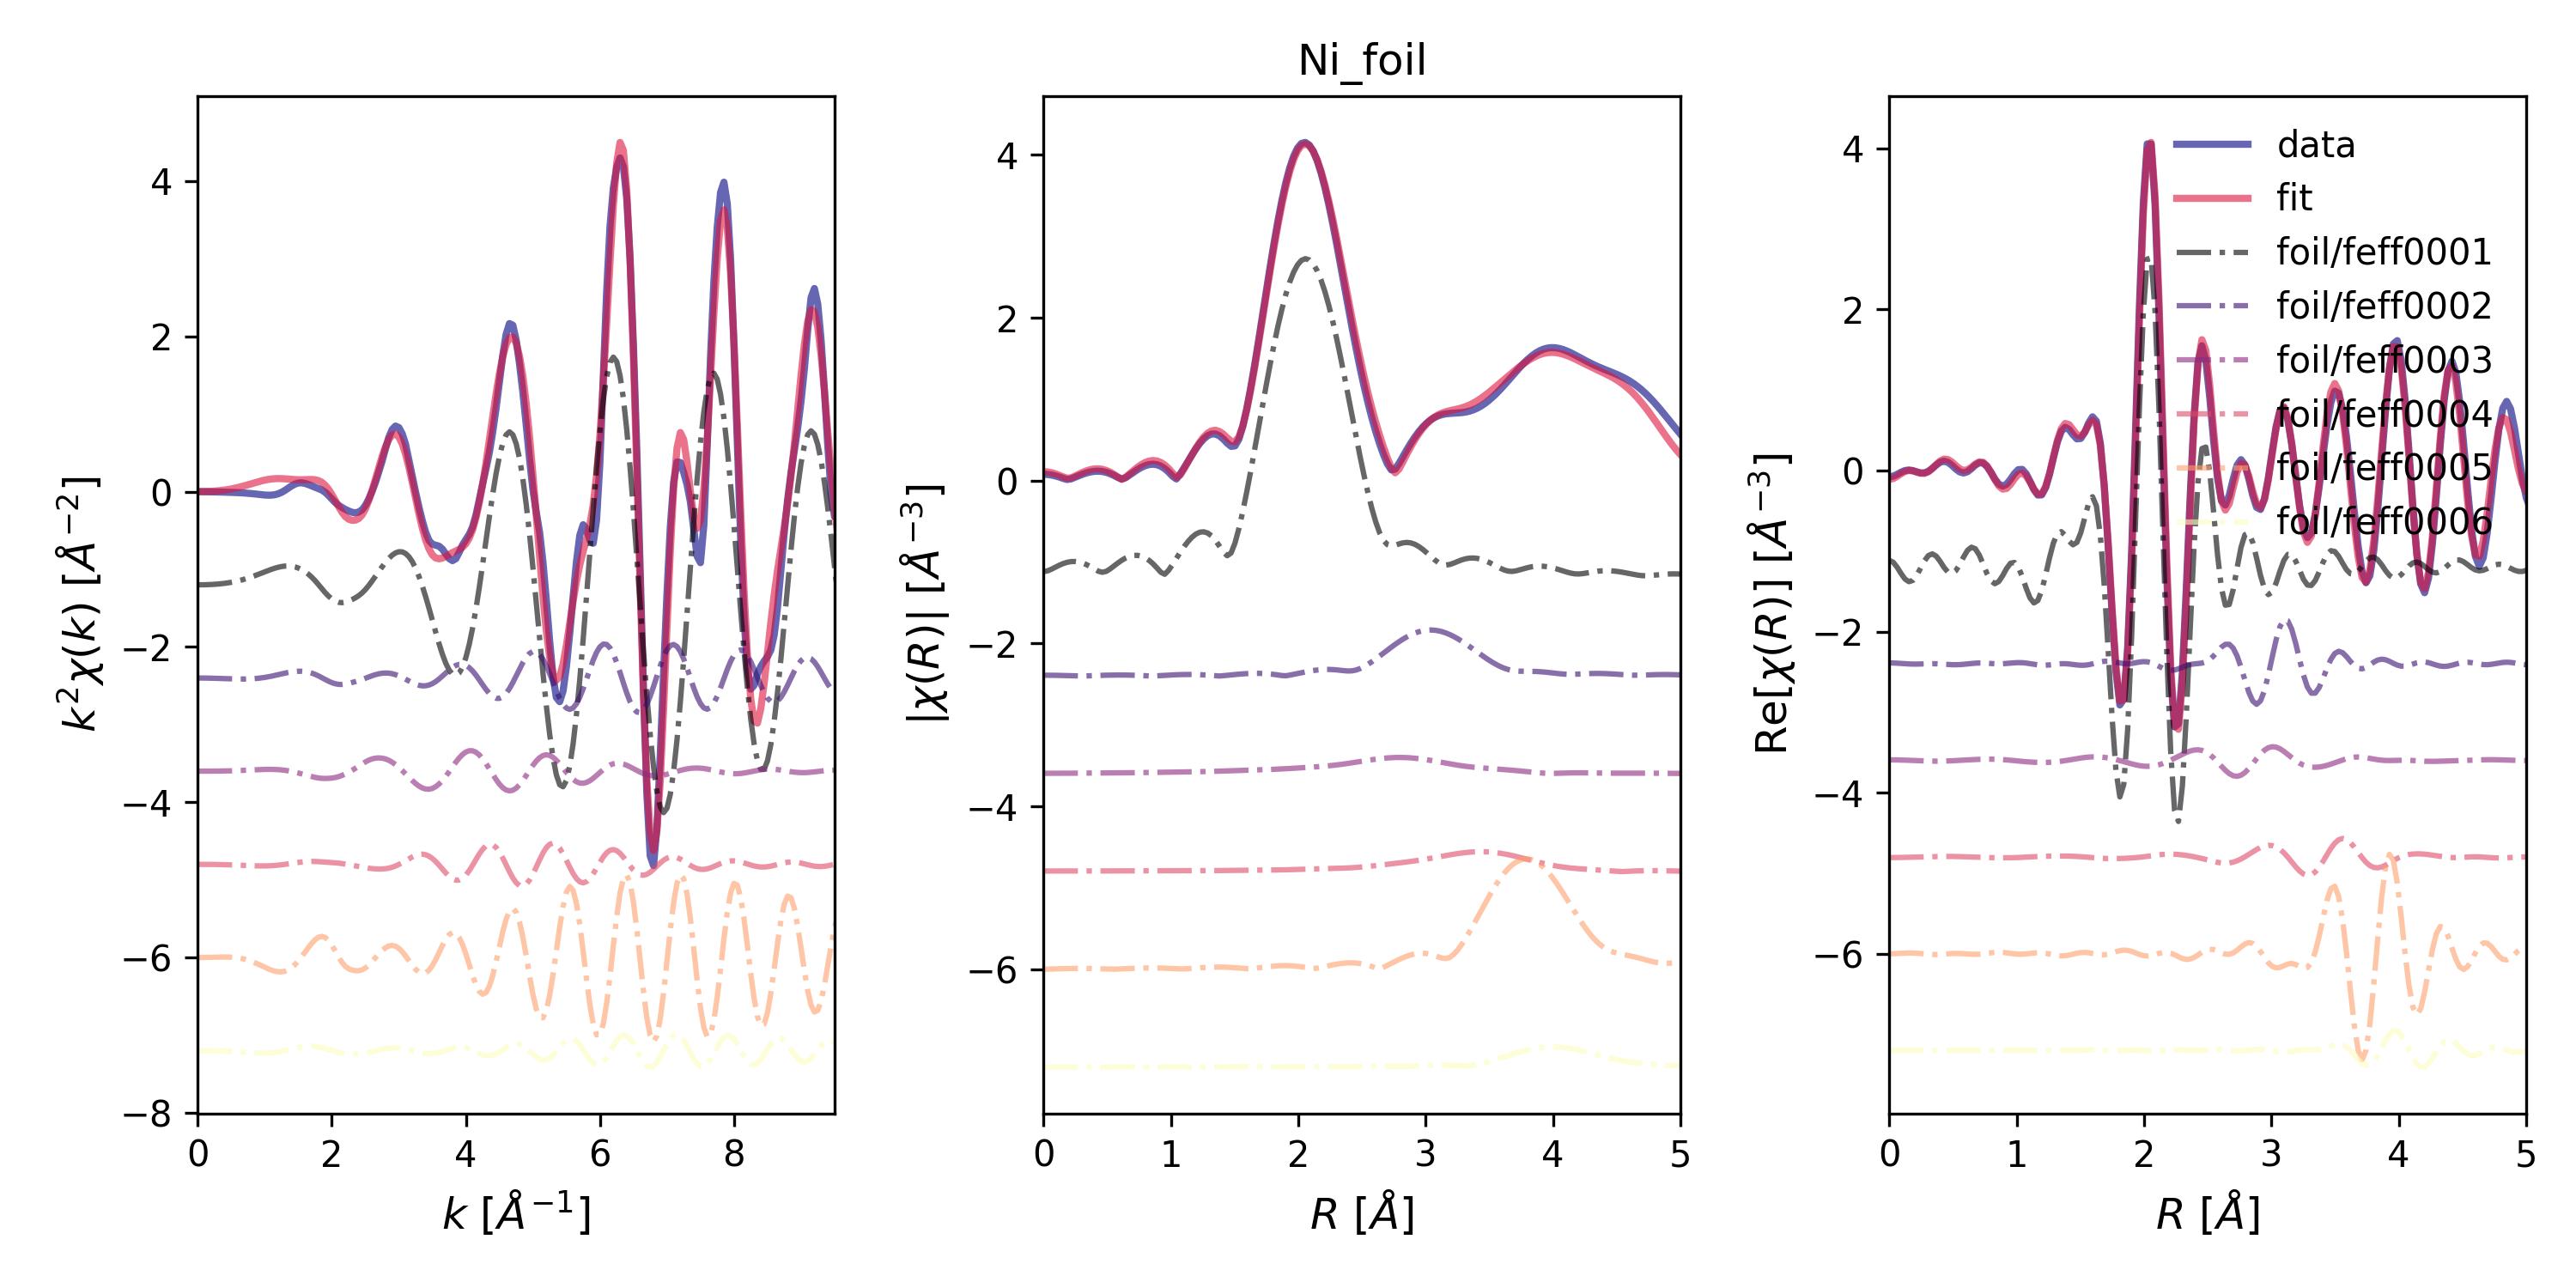 Ni_foil
4
2
0
−2
−4
−6
−8
0 2 4 6 8
k²χ(k) [Å⁻²]
k [Å⁻¹]
4
2
0
−2
−4
−6
0 1 2 3 4 5
|χ(R)| [Å⁻³]
R [Å]
4
2
0
−2
−4
−6
0 1 2 3 4 5
Re[χ(R)] [Å⁻³]
R [Å]
data
fit
foil/feff0001
foil/feff0002
foil/feff0003
foil/feff0004
foil/feff0005
foil/feff0006